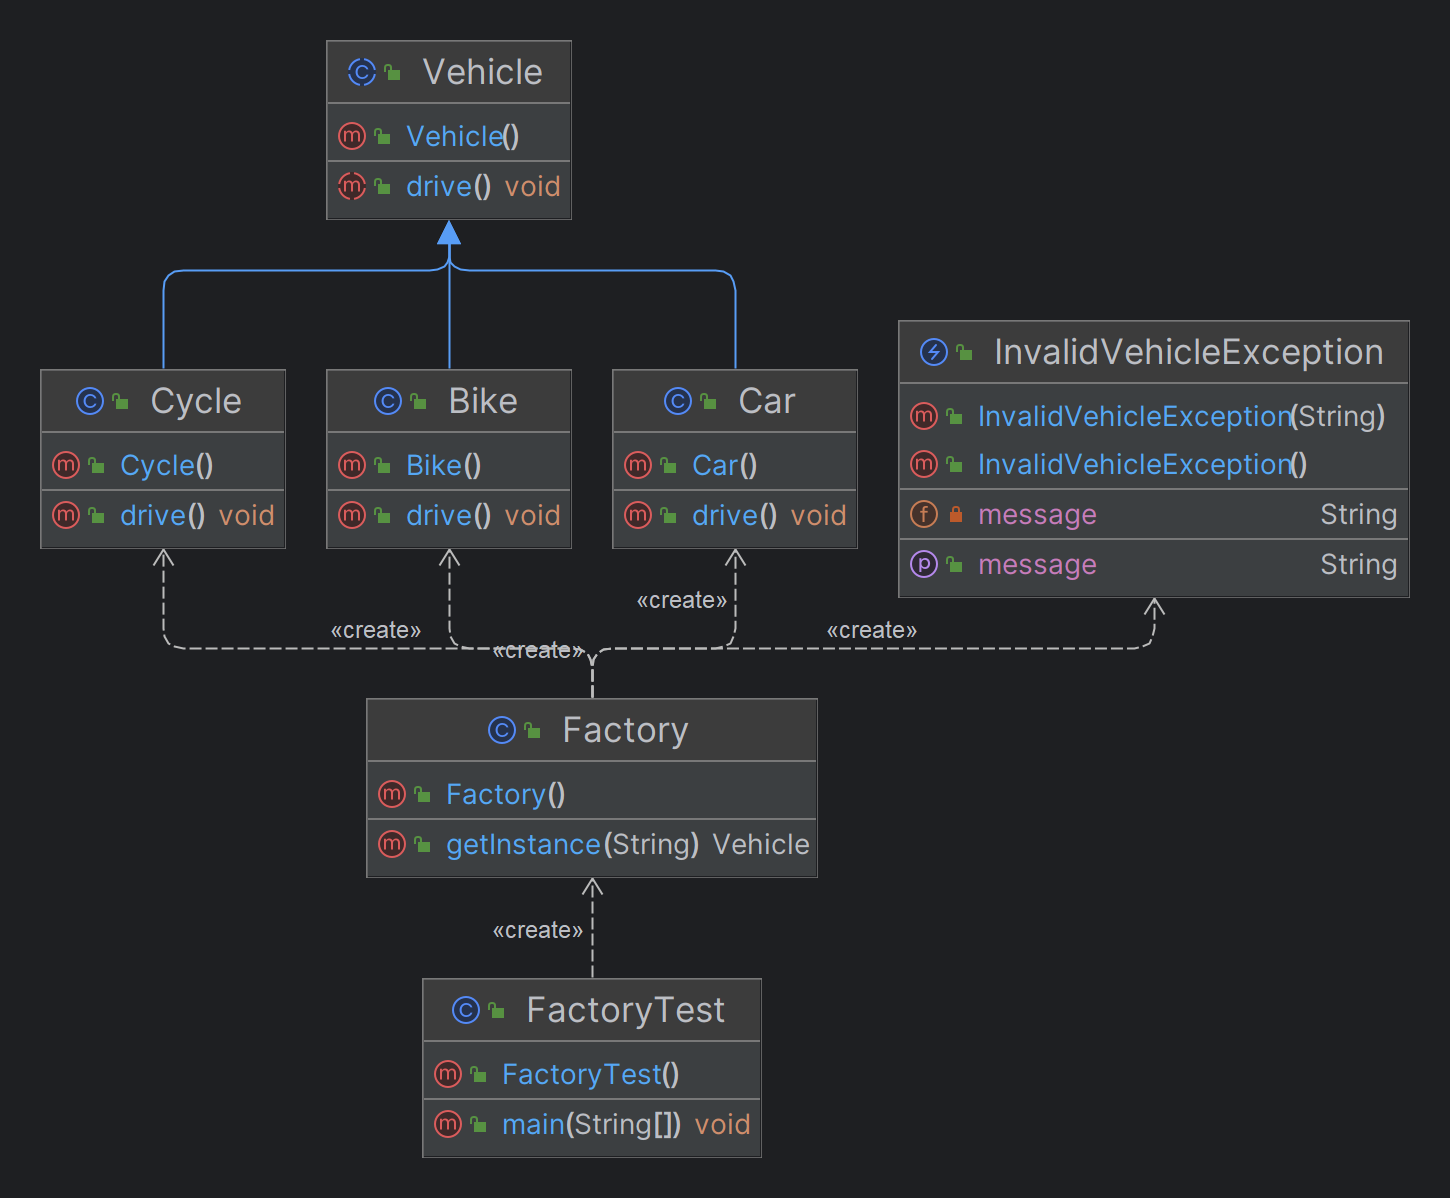 Vehicle
Vehicle()
drive() void
Cycle
Cycle()
drive() void
Bike
Bike()
drive() void
Car
Car()
drive() void
InvalidVehicleException
InvalidVehicleException(String)
InvalidVehicleException()
message String
message String
«create»
«create»
«create»
«create»
Factory
Factory()
getInstance(String) Vehicle
«create»
FactoryTest
FactoryTest()
main(String[]) void